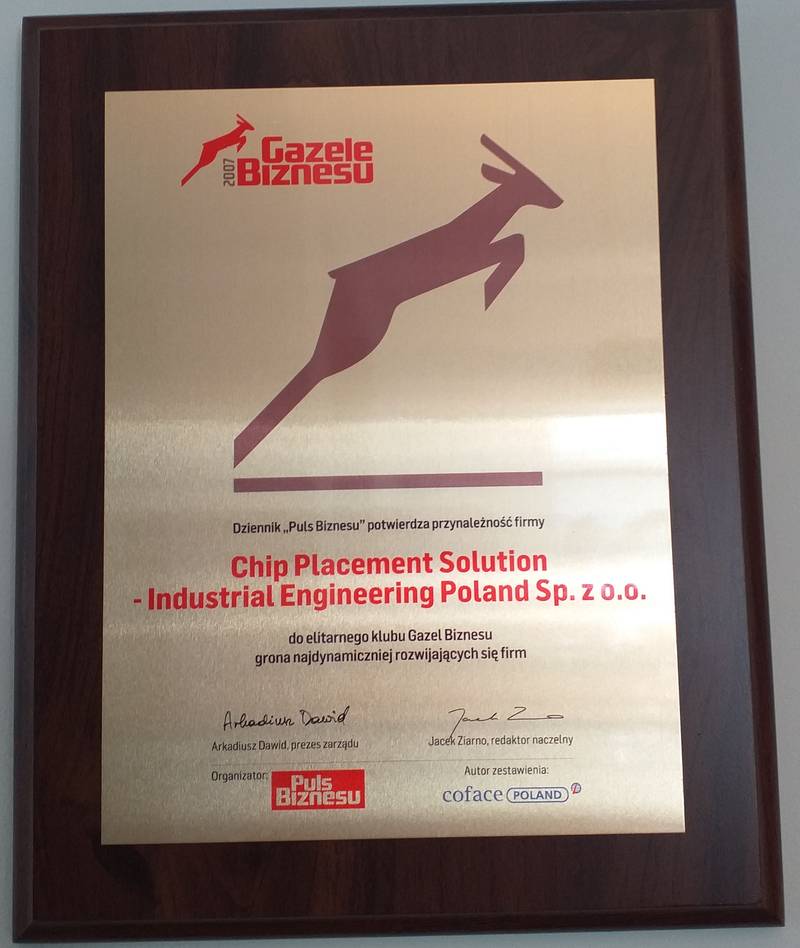 Gazele
2007 Biznesu
Dziennik „Puls Biznesu” potwierdza przynależność firmy
Chip Placement Solution
- Industrial Engineering Poland Sp. z o.o.
do elitarnego klubu Gazel Biznesu
grona najdynamiczniej rozwijających się firm
Arkadiusz Dawid
Arkadiusz Dawid, prezes zarządu
Jacek Ziarno, redaktor naczelny
Organizator:
Puls
Biznesu
Autor zestawienia:
coface POLAND